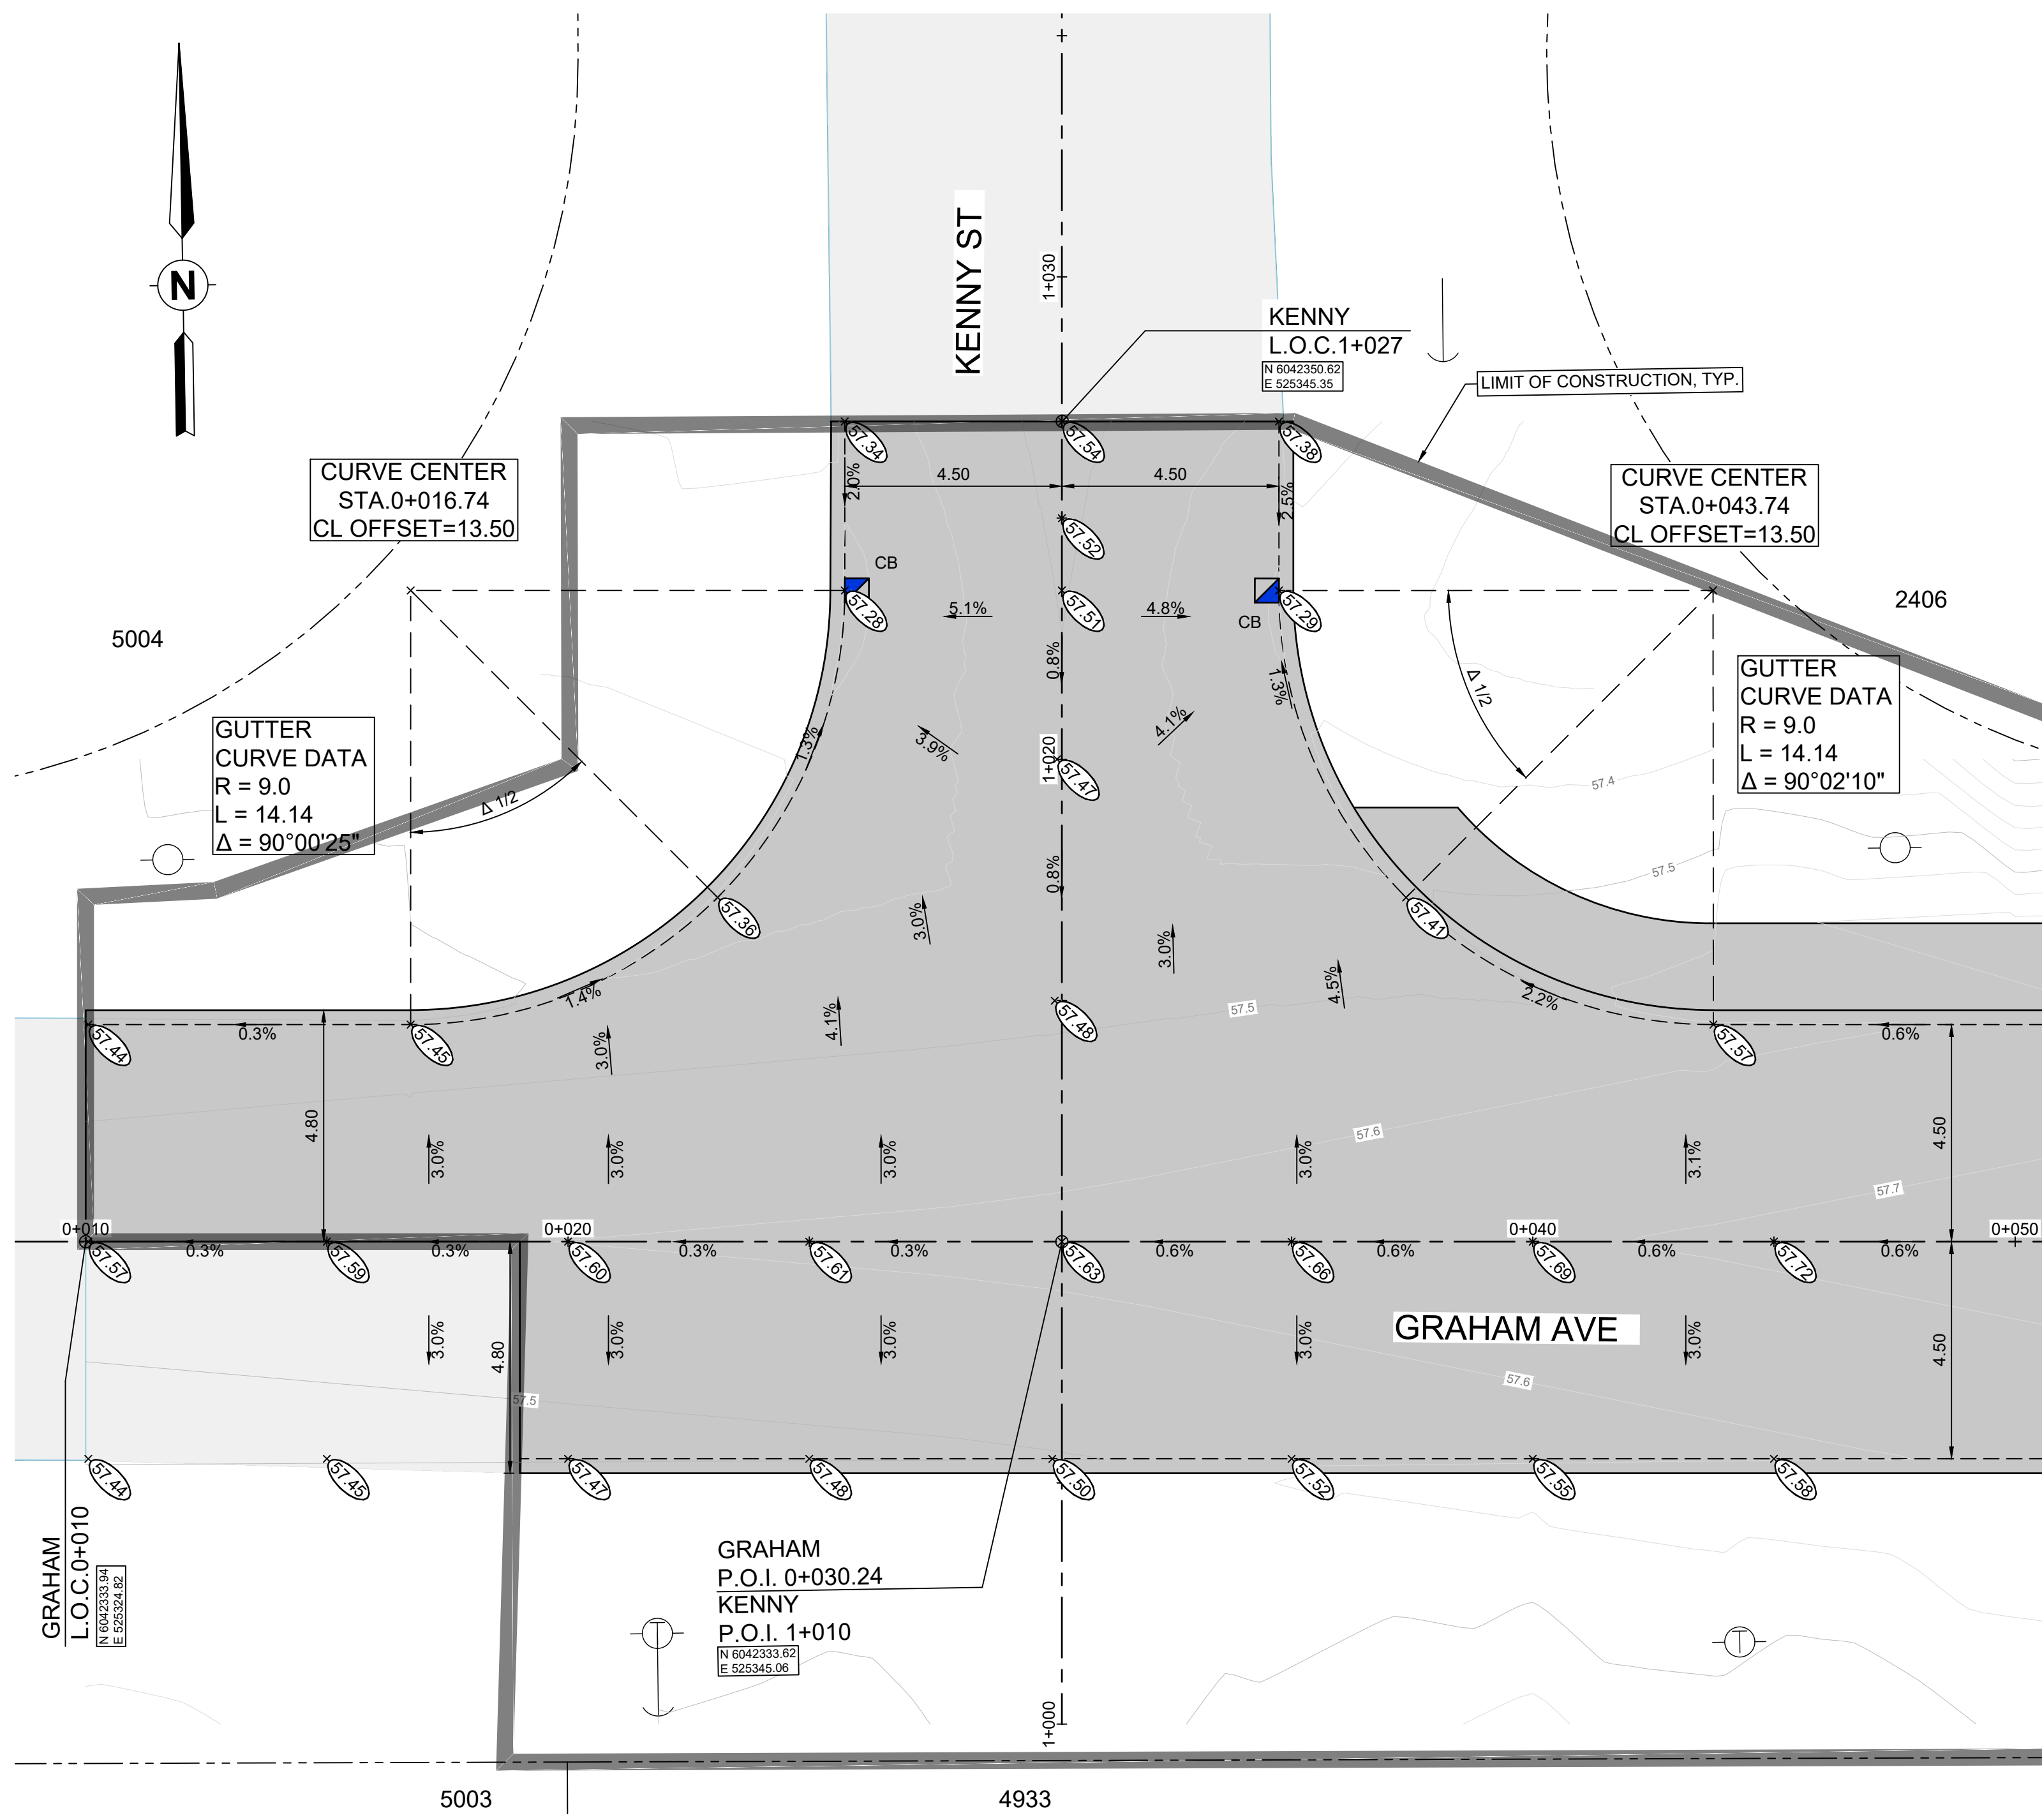 N
KENNY ST
1+030
KENNY
L.O.C.1+027
N 6042350.62
E 525345.35
LIMIT OF CONSTRUCTION, TYP.
57.34
57.54
57.38
CURVE CENTER
STA.0+016.74
CL OFFSET=13.50
2.0%
4.50
4.50
2.5%
CURVE CENTER
STA.0+043.74
CL OFFSET=13.50
57.52
CB
57.28
5.1%
57.51
4.8%
CB
57.29
2406
5004
0.8%
1.3%
Δ 1/2
GUTTER
CURVE DATA
R = 9.0
L = 14.14
Δ = 90°02'10"
GUTTER
CURVE DATA
R = 9.0
L = 14.14
Δ = 90°00'25"
1.3%
3.9%
4.1%
1+020
57.47
57.4
Δ 1/2
0.8%
57.5
57.36
3.0%
3.0%
57.41
4.5%
1.4%
2.2%
57.44
0.3%
57.45
3.0%
4.1%
57.48
57.5
57.57
0.6%
4.80
57.6
4.50
3.0%
3.0%
3.0%
3.0%
3.1%
57.7
0+010
0+020
0+040
0+050
0.3%
0.3%
0.3%
0.3%
0.6%
0.6%
0.6%
0.6%
57.57
57.59
57.60
57.61
57.63
57.66
57.69
57.72
GRAHAM AVE
3.0%
4.80
3.0%
3.0%
3.0%
3.0%
4.50
57.5
57.6
57.44
57.45
57.47
57.48
57.50
57.52
57.55
57.58
GRAHAM
L.O.C.0+010
N 6042333.94
E 525324.82
GRAHAM
P.O.I. 0+030.24
KENNY
P.O.I. 1+010
N 6042333.62
E 525345.06
T
T
1+000
5003
4933